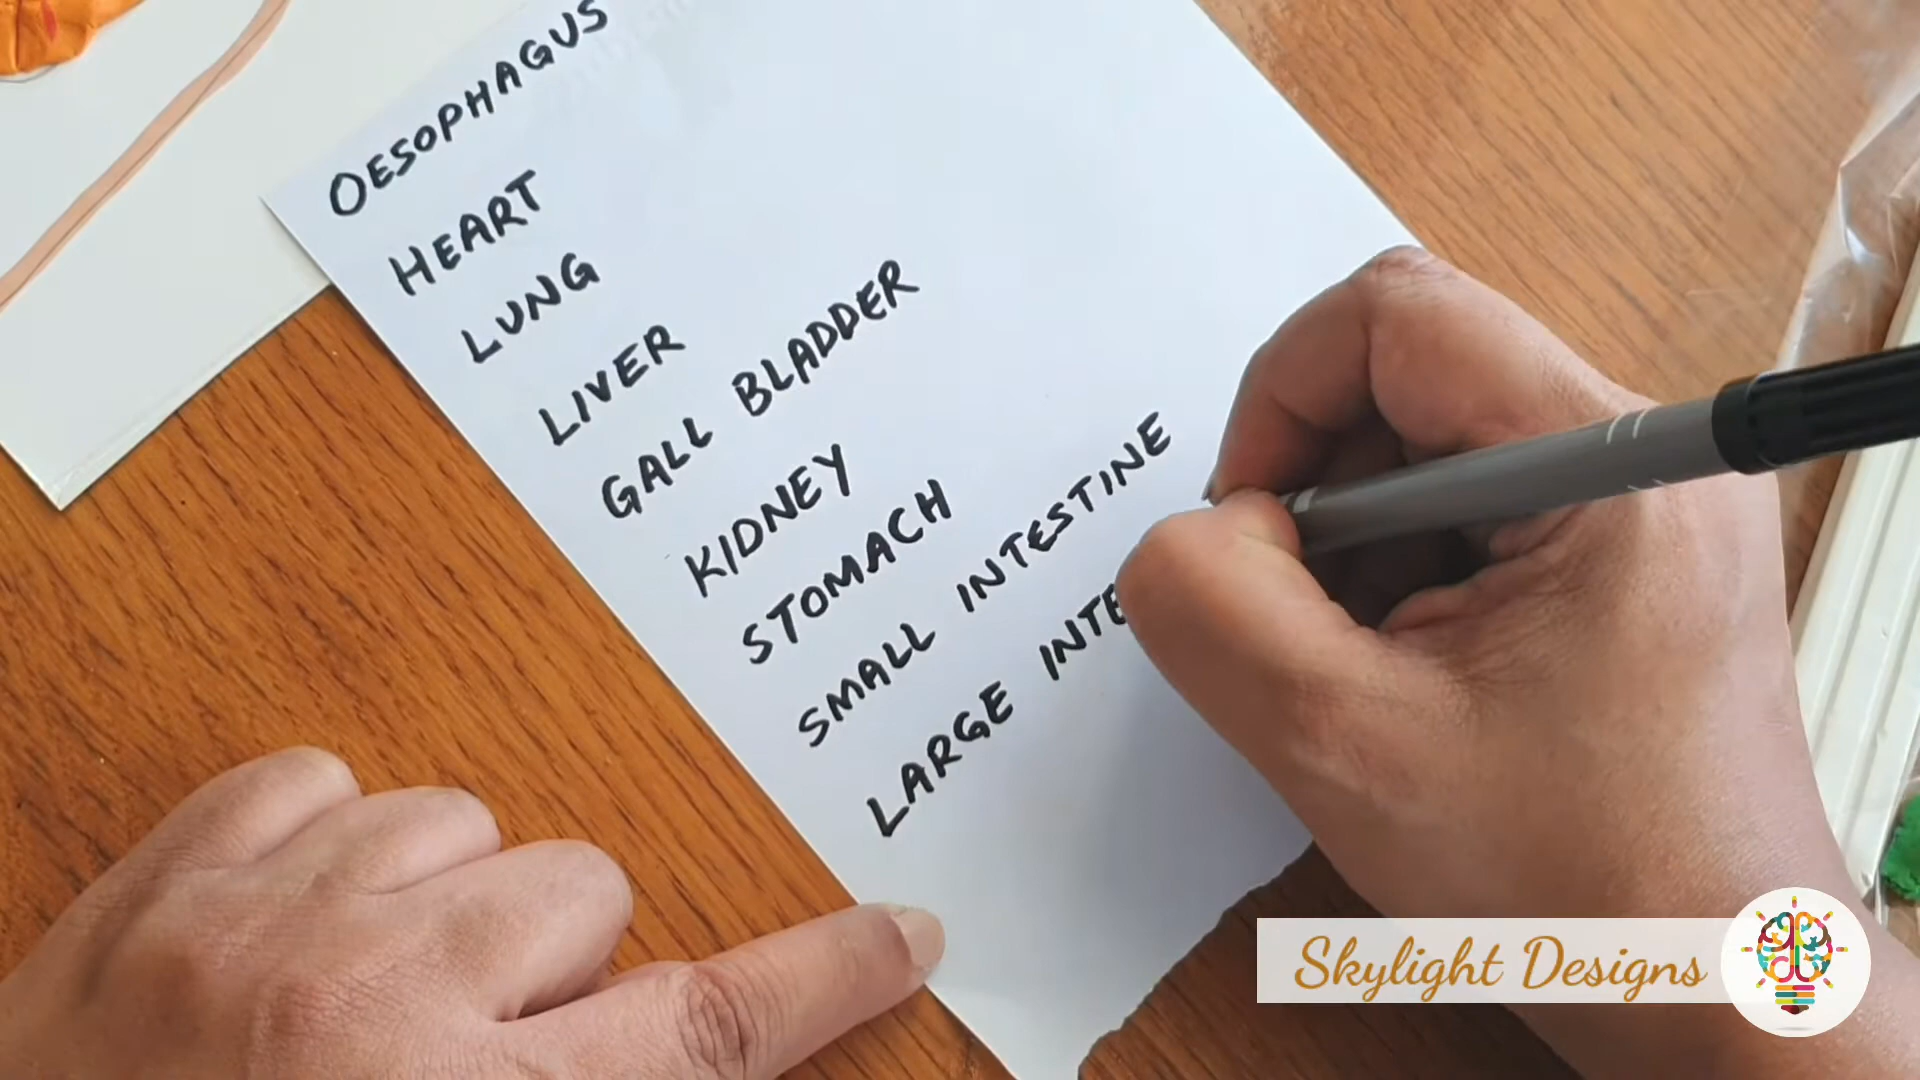 OESOPHAGUS
HEART
LUNG
LIVER
GALL BLADDER
KIDNEY
STOMACH
SMALL INTESTINE
LARGE INTE
Skylight Designs